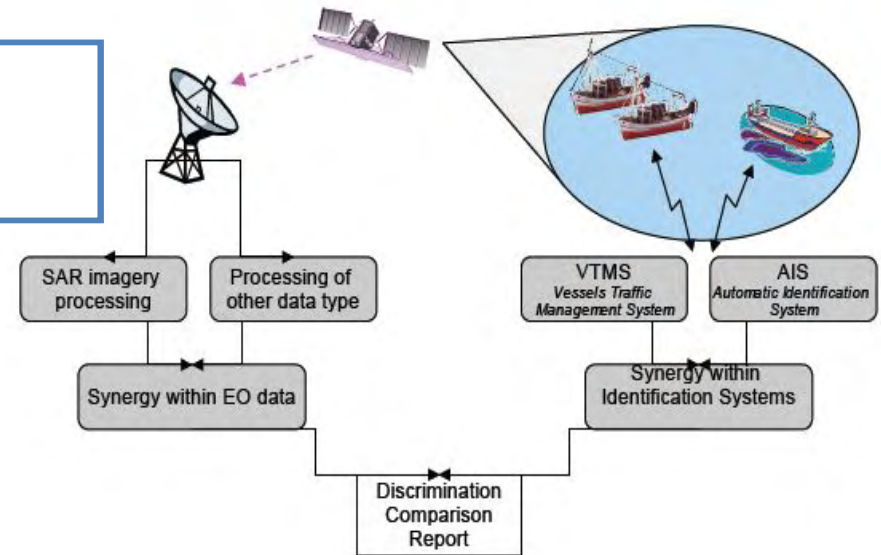 SAR imagery
processing
Processing of
other data type
VTMS
Vessels Traffic
Management System
AIS
Automatic Identification
System
Synergy within EO data
Synergy within
Identification Systems
Discrimination
Comparison
Report